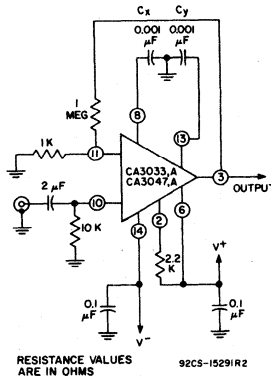 Cx Cy
0.001 0.001
µF µF
1
MEG
8
13
1K
11
CA3033,A
CA3047,A
3
OUTPUT
2 µF
10
2
6
14
10 K
2.2
K
V+
0.1
µF
0.1
µF
V-
RESISTANCE VALUES
ARE IN OHMS
92CS-15291R2